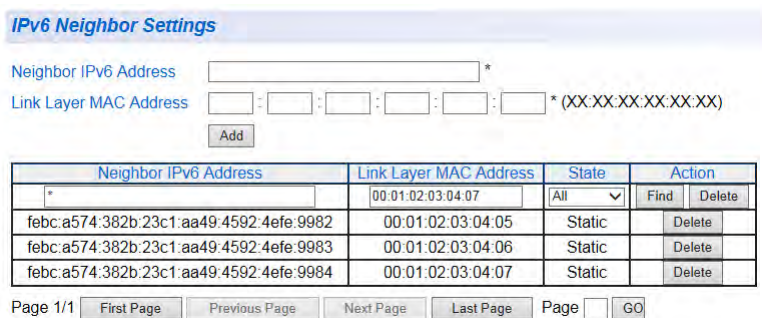 IPv6 Neighbor Settings
Neighbor IPv6 Address *
Link Layer MAC Address : : : : : * (XX:XX:XX:XX:XX:XX)
Add
Neighbor IPv6 Address Link Layer MAC Address State Action
* 00:01:02:03:04:07 All Find Delete
febc:a574:382b:23c1:aa49:4592:4efe:9982 00:01:02:03:04:05 Static Delete
febc:a574:382b:23c1:aa49:4592:4efe:9983 00:01:02:03:04:06 Static Delete
febc:a574:382b:23c1:aa49:4592:4efe:9984 00:01:02:03:04:07 Static Delete
Page 1/1 First Page Previous Page Next Page Last Page Page GO